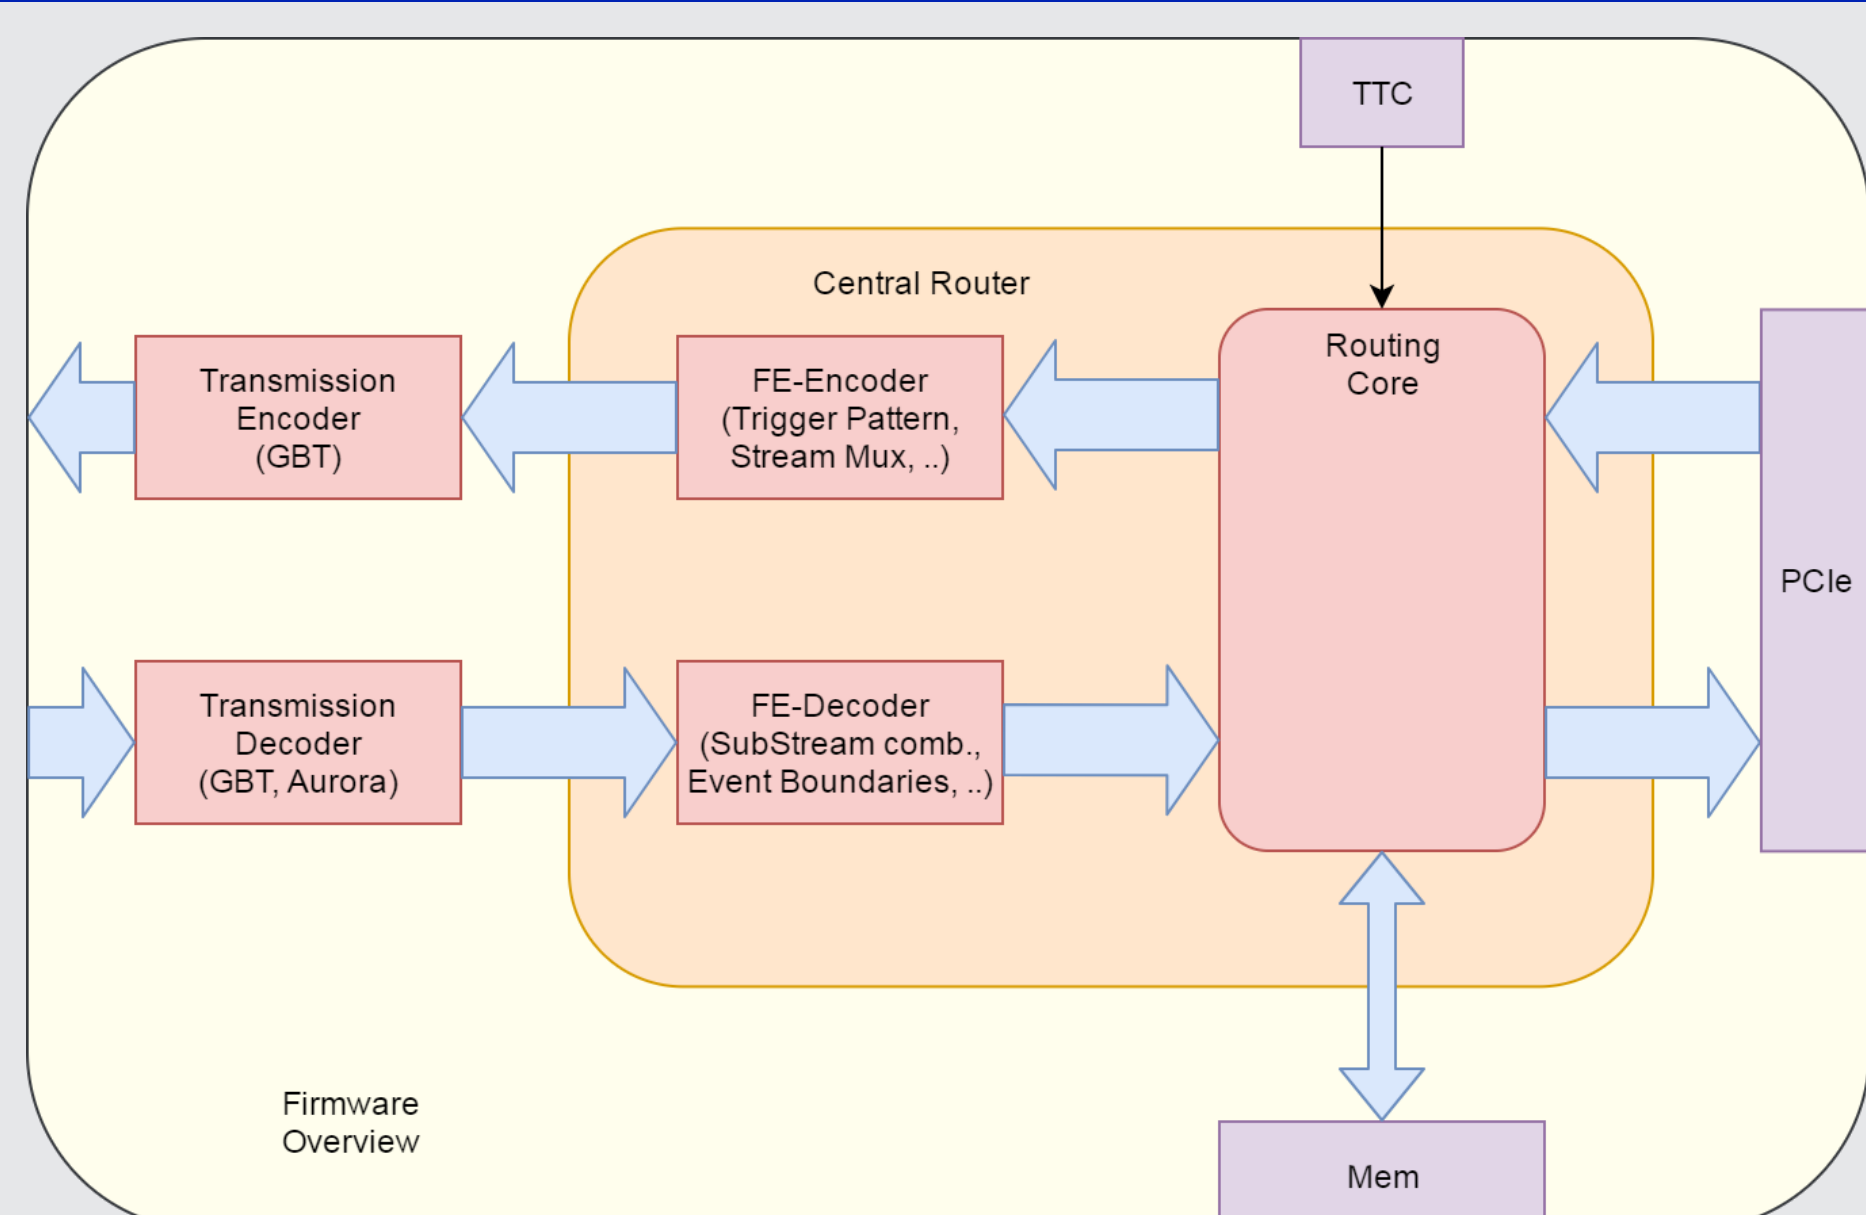 TTC
Central Router
Routing
Core
Transmission
Encoder
(GBT)
FE-Encoder
(Trigger Pattern,
Stream Mux, ..)
PCIe
Transmission
Decoder
(GBT, Aurora)
FE-Decoder
(SubStream comb.,
Event Boundaries, ..)
Firmware
Overview
Mem